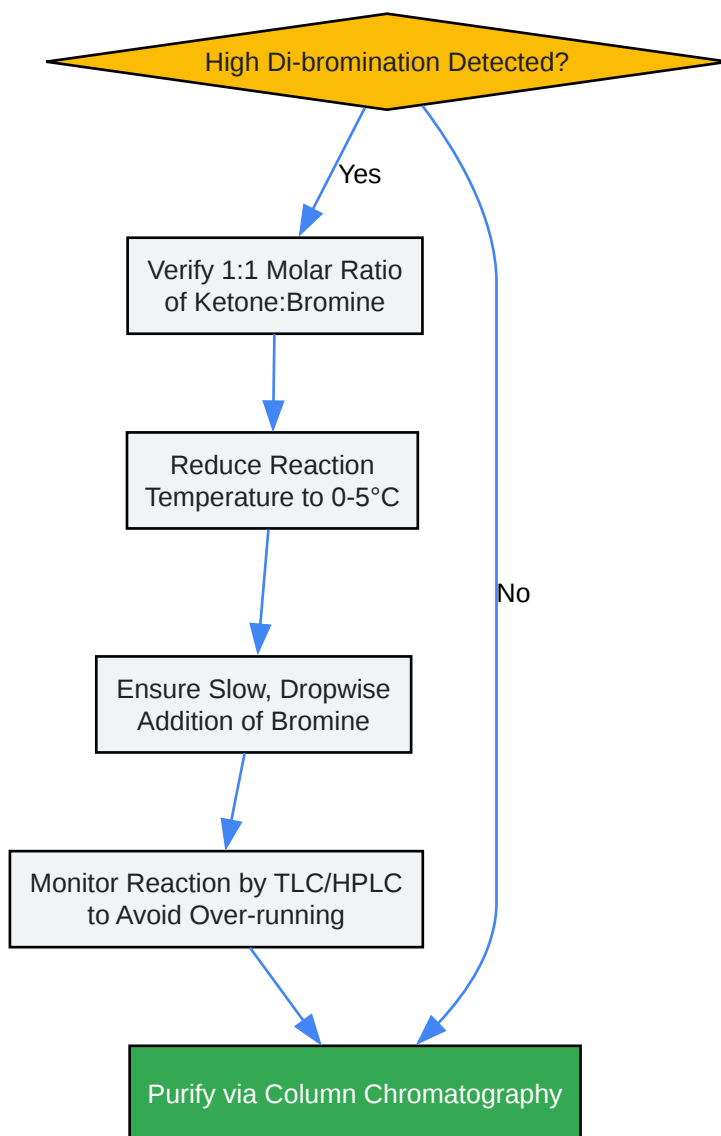 High Di-bromination Detected?
Yes
Verify 1:1 Molar Ratio
of Ketone:Bromine
Reduce Reaction
Temperature to 0-5°C
No
Ensure Slow, Dropwise
Addition of Bromine
Monitor Reaction by TLC/HPLC
to Avoid Over-running
Purify via Column Chromatography